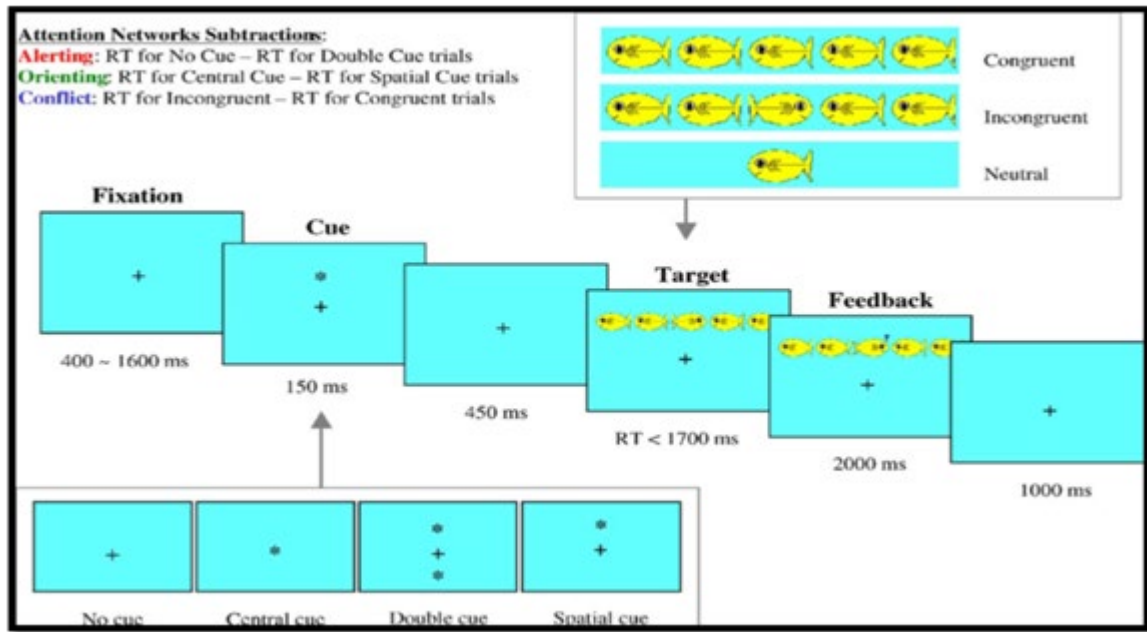 Attention Networks Subtractions:
Alerting: RT for No Cue – RT for Double Cue trials
Orienting: RT for Central Cue – RT for Spatial Cue trials
Conflict: RT for Incongruent – RT for Congruent trials
Congruent
Incongruent
Neutral
Fixation
Cue
Target
Feedback
400 ~ 1600 ms
150 ms
450 ms
RT < 1700 ms
2000 ms
1000 ms
No cue
Central cue
Double cue
Spatial cue